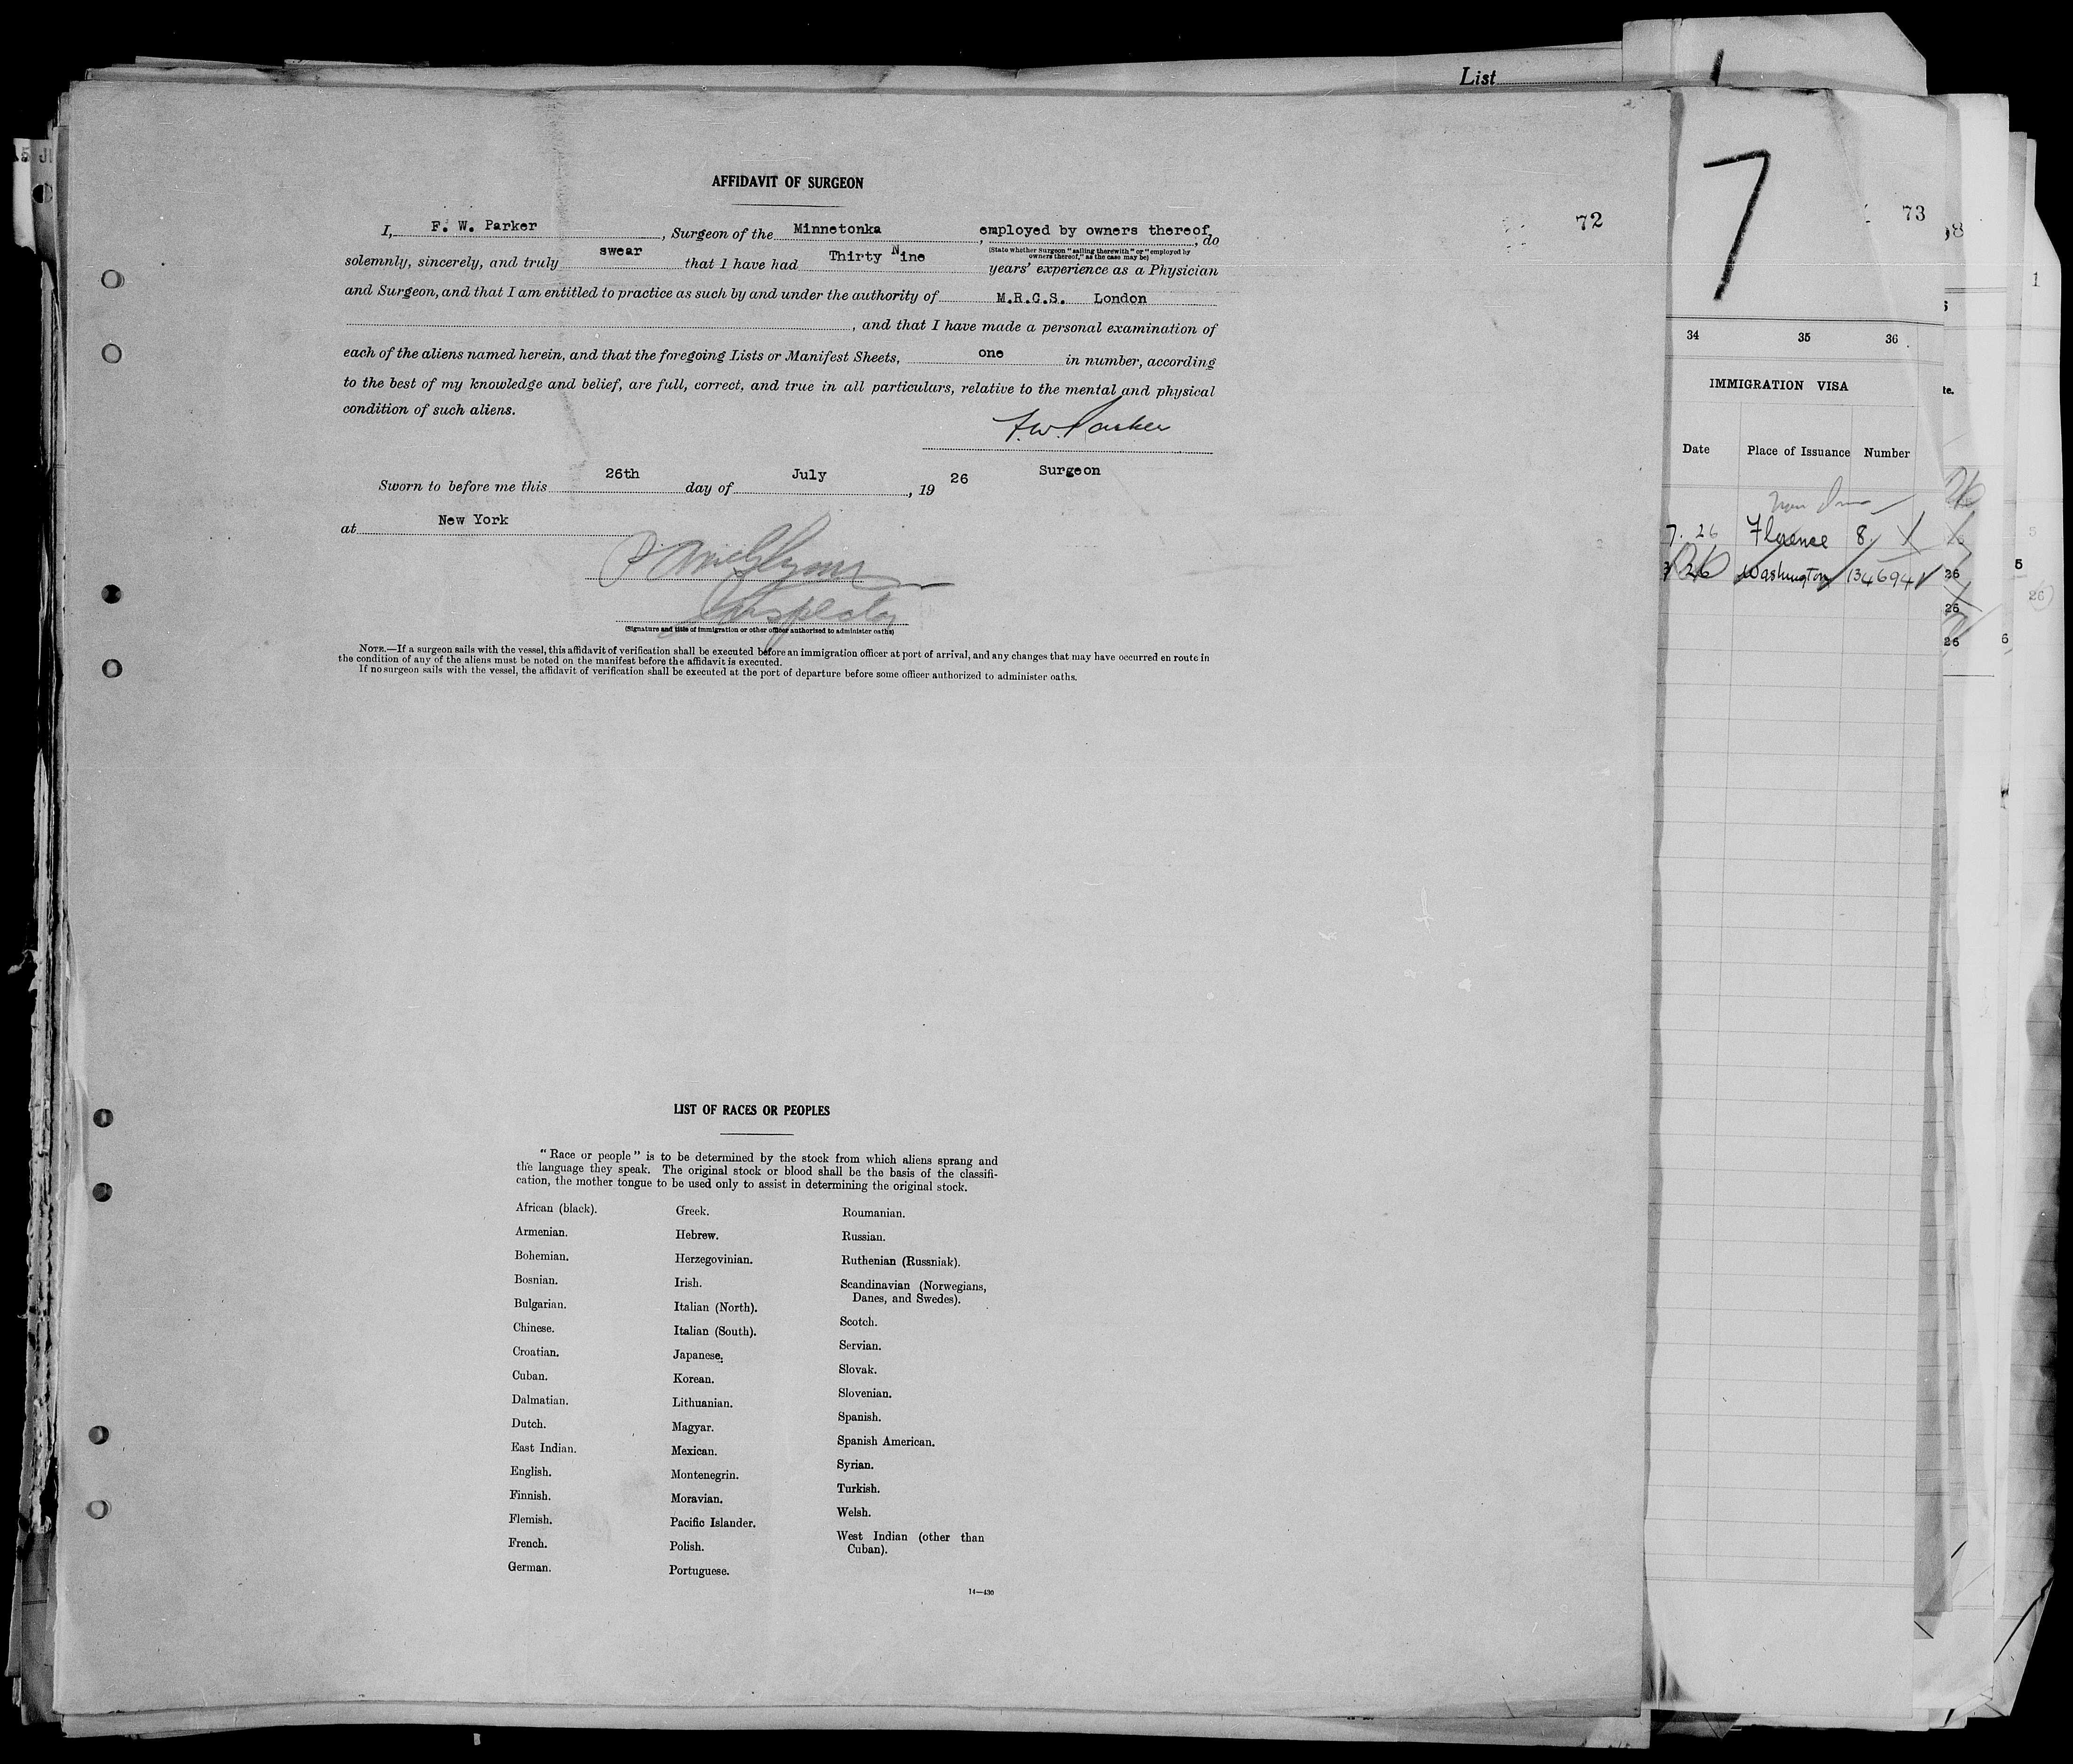 List
AFFIDAVIT OF SURGEON
72
I, F. W. Parker, Surgeon of the Minnetonka, employed by owners thereof, do
(State whether Surgeon "sailing therewith" or "employed by owners thereof," as the case may be)
solemnly, sincerely, and truly swear that I have had Thirty Nine years' experience as a Physician
and Surgeon, and that I am entitled to practice as such by and under the authority of M.R.C.S. London
, and that I have made a personal examination of
each of the aliens named herein, and that the foregoing Lists or Manifest Sheets, one in number, according
to the best of my knowledge and belief, are full, correct, and true in all particulars, relative to the mental and physical
condition of such aliens.
F.W. Parker
Surgeon
Sworn to before me this 26th day of July, 19 26
at New York
Inspector
(Signature and title of immigration or other officer authorized to administer oaths)
NOTE.—If a surgeon sails with the vessel, this affidavit of verification shall be executed before an immigration officer at port of arrival, and any changes that may have occurred en route in
the condition of any of the aliens must be noted on the manifest before the affidavit is executed.
If no surgeon sails with the vessel, the affidavit of verification shall be executed at the port of departure before some officer authorized to administer oaths.
LIST OF RACES OR PEOPLES
"Race or people" is to be determined by the stock from which aliens sprang and
the language they speak. The original stock or blood shall be the basis of the classifi-
cation, the mother tongue to be used only to assist in determining the original stock.
African (black).
Armenian.
Bohemian.
Bosnian.
Bulgarian.
Chinese.
Croatian.
Cuban.
Dalmatian.
Dutch.
East Indian.
English.
Finnish.
Flemish.
French.
German.
Greek.
Hebrew.
Herzegovinian.
Irish.
Italian (North).
Italian (South).
Japanese.
Korean.
Lithuanian.
Magyar.
Mexican.
Montenegrin.
Moravian.
Pacific Islander.
Polish.
Portuguese.
Roumanian.
Russian.
Ruthenian (Russniak).
Scandinavian (Norwegians,
Danes, and Swedes).
Scotch.
Servian.
Slovak.
Slovenian.
Spanish.
Spanish American.
Syrian.
Turkish.
Welsh.
West Indian (other than
Cuban).
14—430
7
73
34 35 36
IMMIGRATION VISA
Date Place of Issuance Number
7. 26 Florence 8
26 Washington 134694
26
26
26
5
6
1